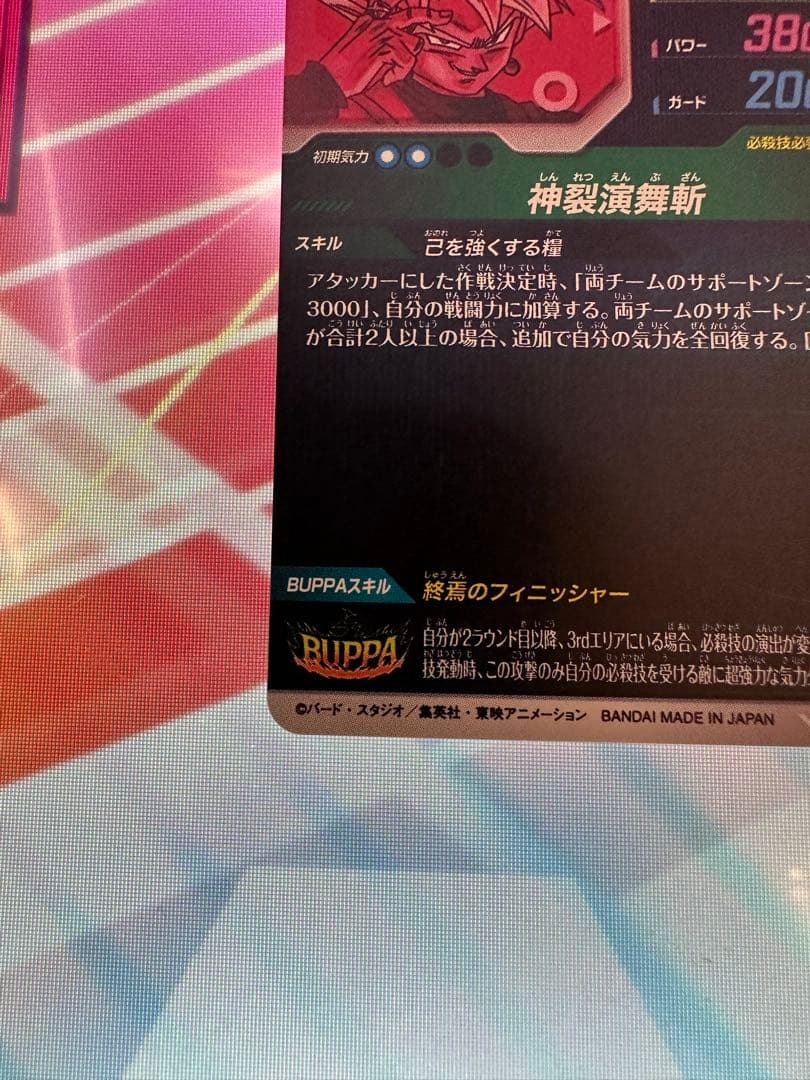 パワー 380
ガード 200
必殺技必
初期気力
しんれつえんぶざん
神裂演舞斬
スキル
おのれ つよ かて
己を強くする糧
さくせんけってい じ りょう
アタッカーにした作戦決定時、「両チームのサポートゾーン
じぶん せんとうりょく かさん りょう
3000」、自分の戦闘力に加算する。両チームのサポートゾ
ごうけいふたり いじょう ばあい ついか じぶん きりょく ぜんかいふく
が合計2人以上の場合、追加で自分の気力を全回復する。
BUPPAスキル
しゅうえん
終焉のフィニッシャー
BUPPA
じぶん め いこう ばあい ひっさつわざ えんしゅつ へん
自分が2ラウンド目以降、3rdエリアにいる場合、必殺技の演出が変
わざはつどうじ こうげき じぶん ひっさつわざ う てき ちょうきょうりょく きりょく
技発動時、この攻撃のみ自分の必殺技を受ける敵に超強力な気力
©バード・スタジオ／集英社・東映アニメーション BANDAI MADE IN JAPAN